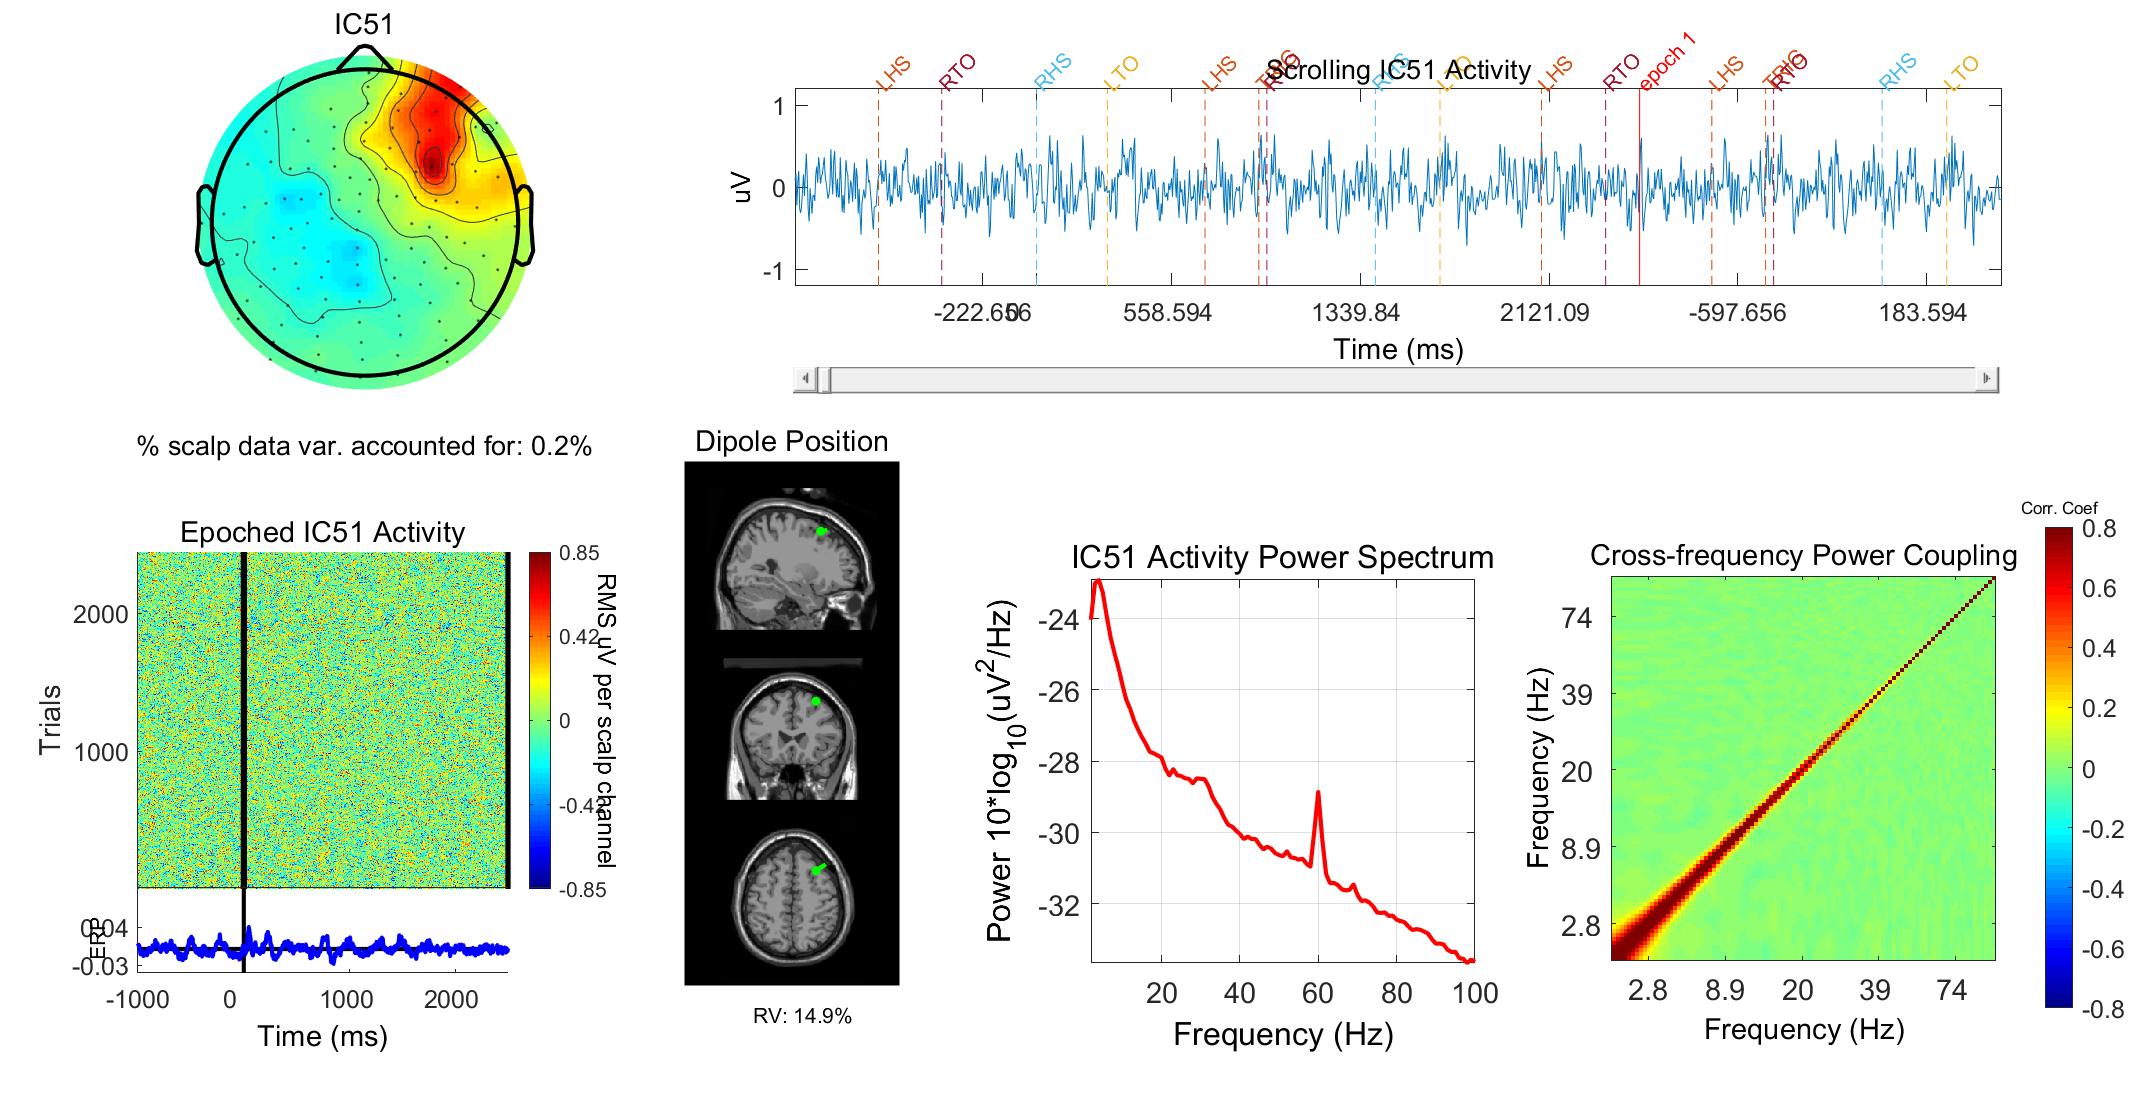 IC51
Scrolling IC51 Activity
LHS
RTO
RHS
LTO
LHS
RTO
RHS
LTO
LHS
RTO
epoch 1
LHS
RTO
RHS
LTO
1
0
-1
uV
-222.656
0
558.594
1339.84
2121.09
-597.656
183.594
Time (ms)
% scalp data var. accounted for: 0.2%
Epoched IC51 Activity
Trials
2000
1000
0.85
0.42
0
-0.42
-0.85
RMS uV per scalp channel
ERP
0.04
-0.03
-1000
0
1000
2000
Time (ms)
Dipole Position
RV: 14.9%
IC51 Activity Power Spectrum
Power 10*log10(uV2/Hz)
-24
-26
-28
-30
-32
20
40
60
80
100
Frequency (Hz)
Cross-frequency Power Coupling
Frequency (Hz)
74
39
20
8.9
2.8
2.8
8.9
20
39
74
Frequency (Hz)
Corr. Coef
0.8
0.6
0.4
0.2
0
-0.2
-0.4
-0.6
-0.8